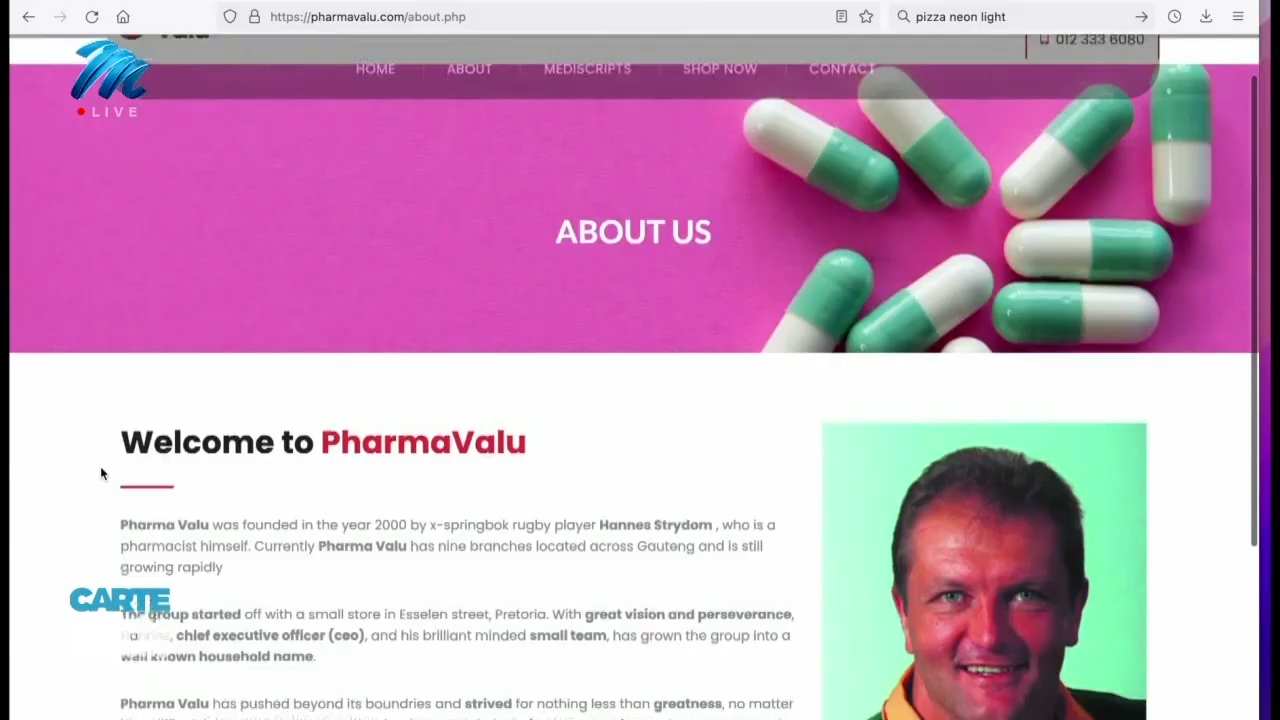 https://pharmavalu.com/about.php
pizza neon light
012 333 6080
HOME
ABOUT
MEDISCRIPTS
SHOP NOW
CONTACT
LIVE
ABOUT US
Welcome to PharmaValu
Pharma Valu was founded in the year 2000 by x-springbok rugby player Hannes Strydom , who is a
pharmacist himself. Currently Pharma Valu has nine branches located across Gauteng and is still
growing rapidly
CARTE
The group started off with a small store in Esselen street, Pretoria. With great vision and perseverance,
Hannes, chief executive officer (ceo), and his brilliant minded small team, has grown the group into a
well known household name.
Pharma Valu has pushed beyond its boundries and strived for nothing less than greatness, no matter